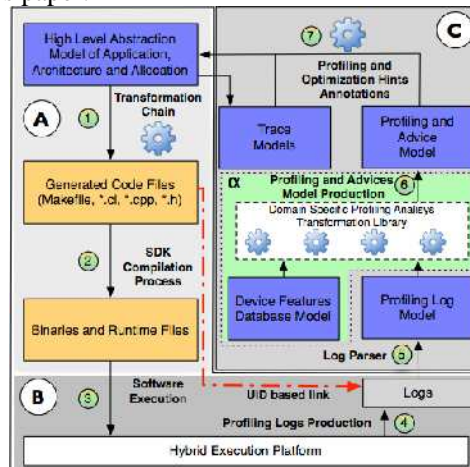 High Level Abstraction
Model of Application,
Architecture and Allocation
A
1
Transformation
Chain
Generated Code Files
(Makefile, *.cl, *.cpp, *.h)
2
SDK
Compilation
Process
Binaries and Runtime Files
3
Software
Execution
B
Hybrid Execution Platform
C
7
Profiling and
Optimization Hints
Annotations
Trace
Models
Profiling and
Advice
Model
α
Profiling and Advices
Model Production
6
Domain Specific Profiling Analisys
Transformation Library
Device Features
Database Model
Profiling Log
Model
Log Parser
5
UID based link
Logs
Profiling Logs Production
4